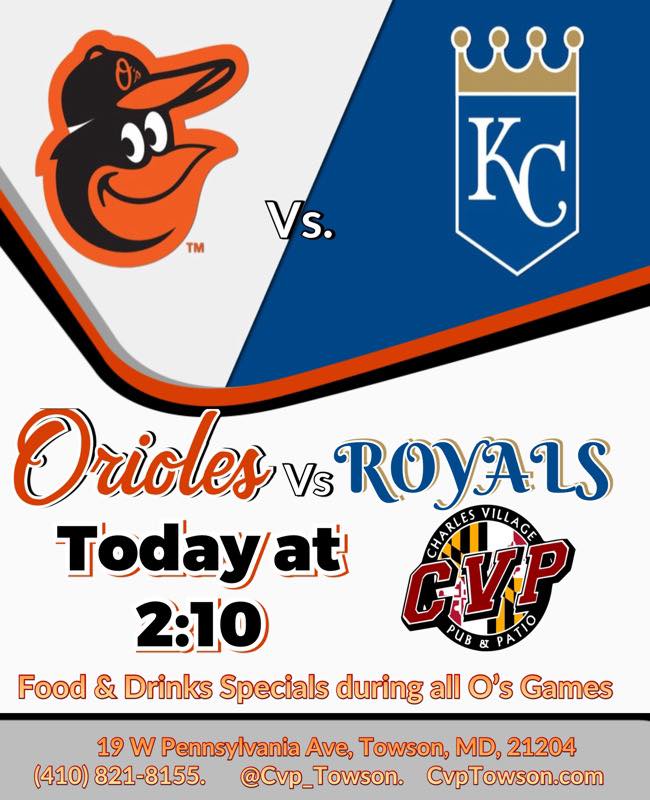 O's
TM
KC
Vs.
Orioles Vs ROYALS
Today at
2:10
CHARLES VILLAGE
CVP
PUB & PATIO
Food & Drinks Specials during all O's Games
19 W Pennsylvania Ave, Towson, MD, 21204
(410) 821-8155. @Cvp_Towson. CvpTowson.com